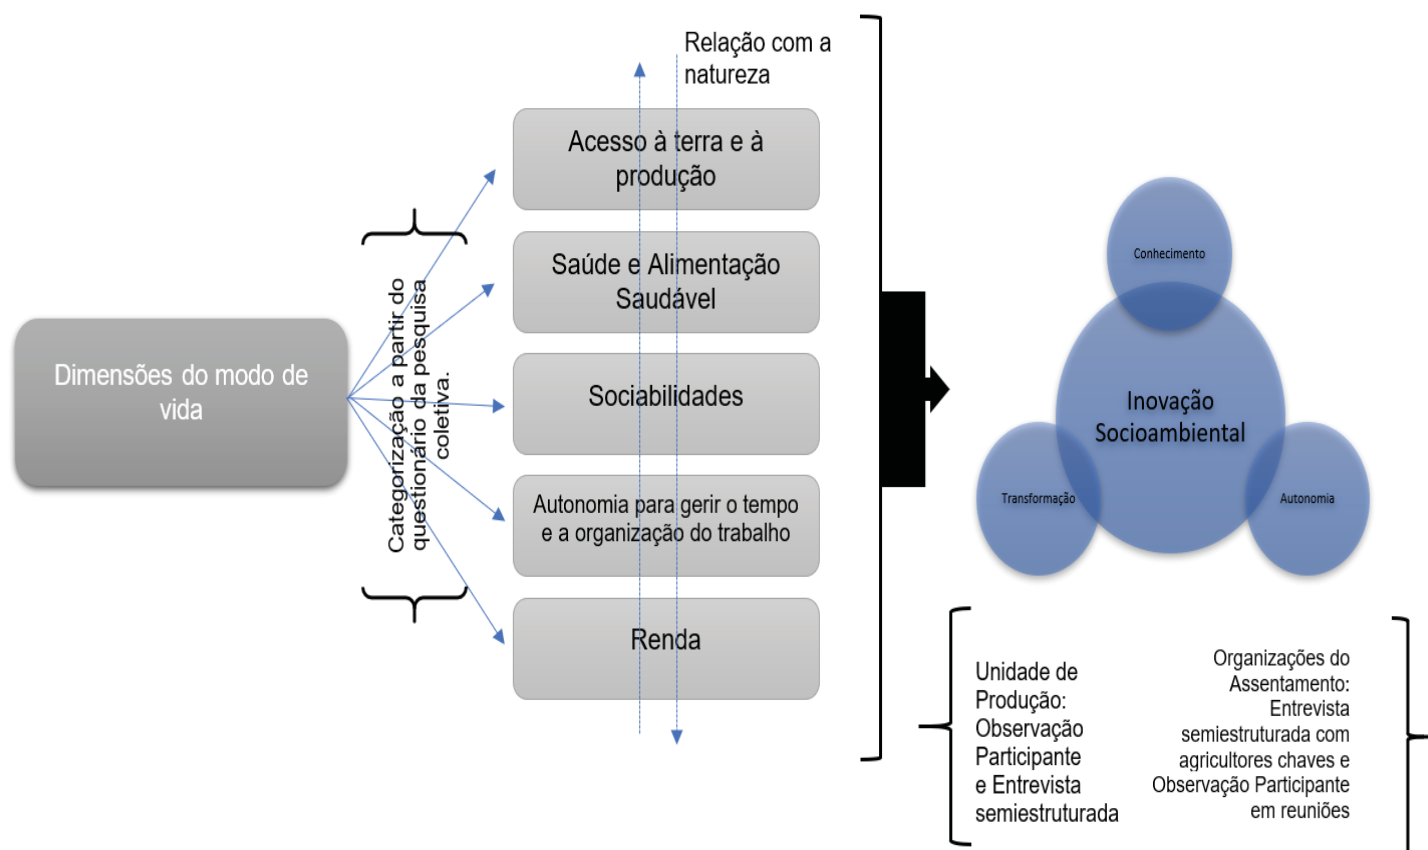 Relação com a
natureza
Acesso à terra e à
produção
Saúde e Alimentação
Saudável
Sociabilidades
Autonomia para gerir o tempo
e a organização do trabalho
Renda
Dimensões do modo de
vida
Categorização a partir do
questionário da pesquisa
coletiva.
Conhecimento
Inovação
Socioambiental
Transformação
Autonomia
Unidade de
Produção:
Observação
Participante
e Entrevista
semiestruturada
Organizações do
Assentamento:
Entrevista
semiestruturada com
agricultores chaves e
Observação Participante
em reuniões